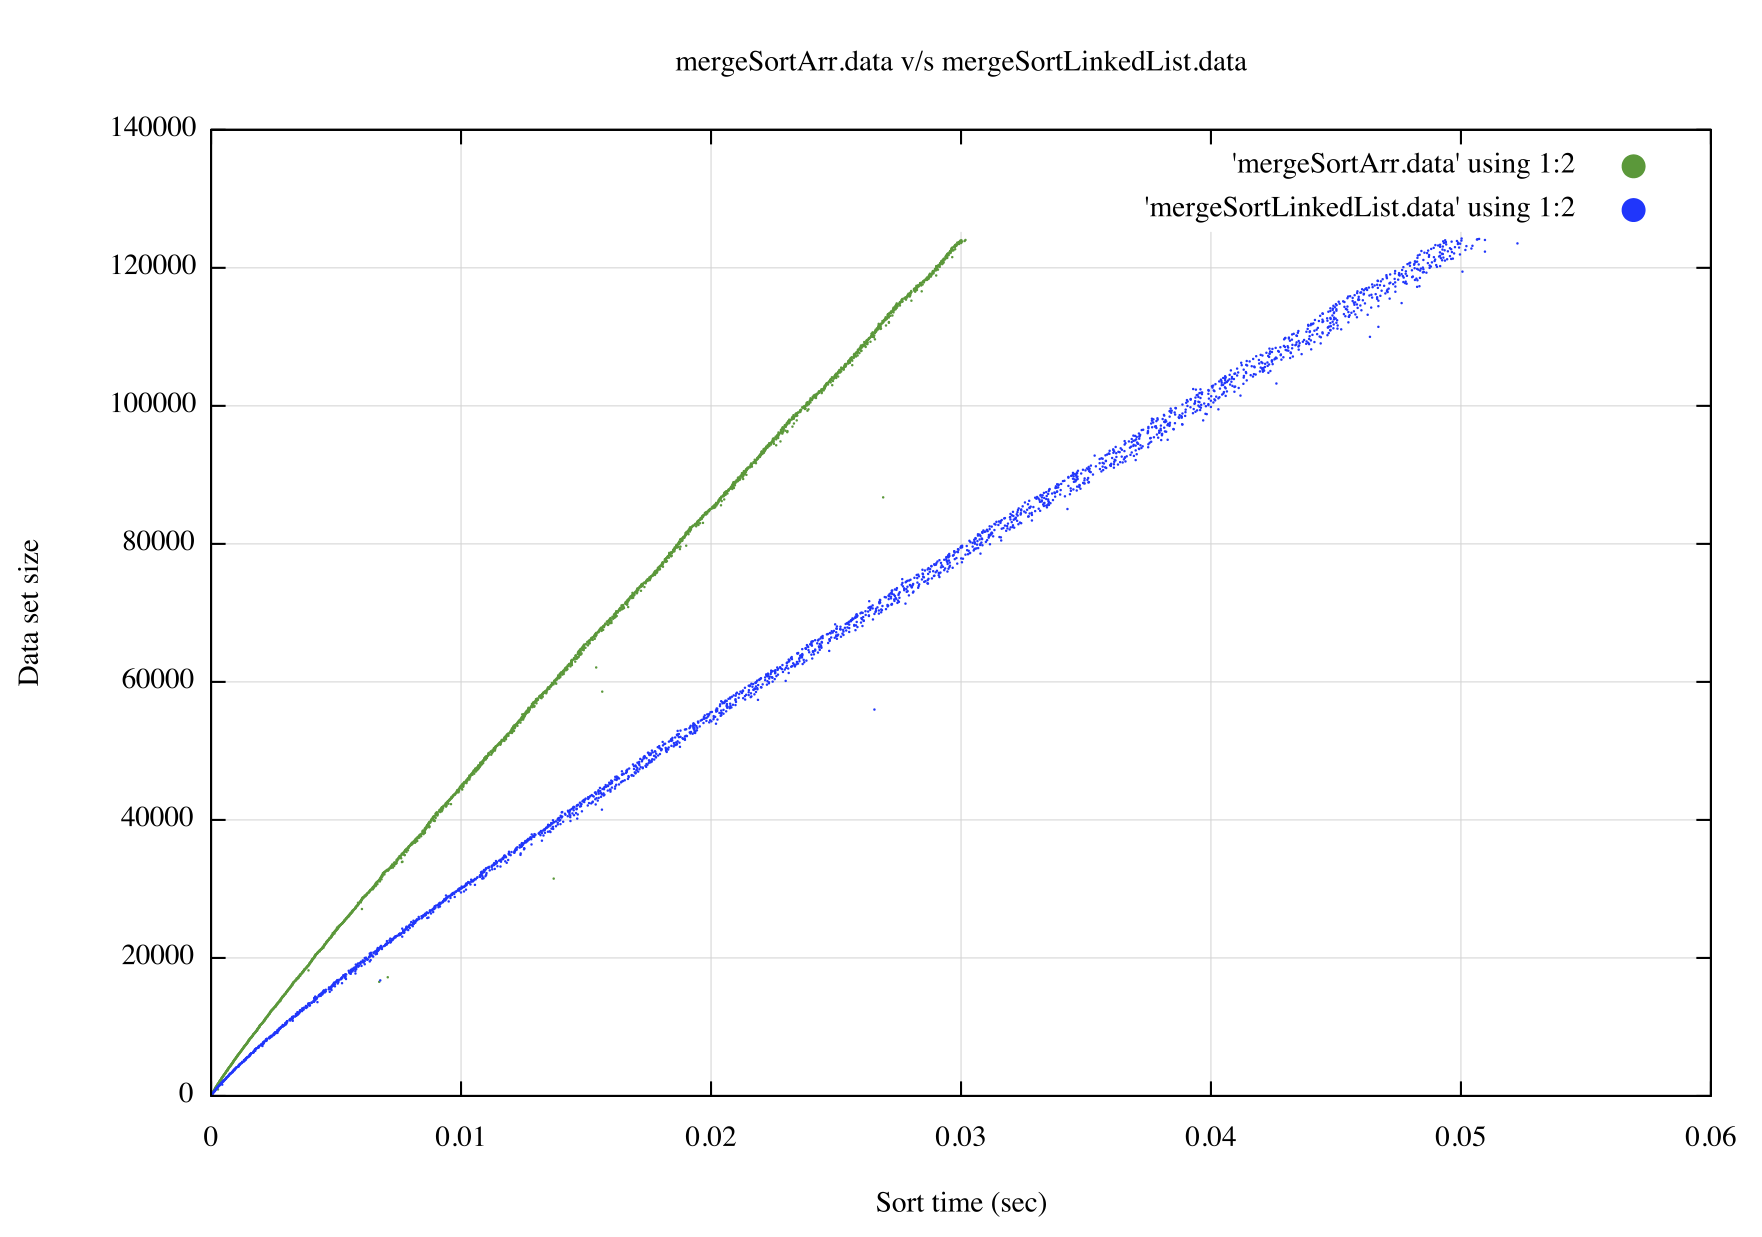 mergeSortArr.data v/s mergeSortLinkedList.data
140000
'mergeSortArr.data' using 1:2
'mergeSortLinkedList.data' using 1:2
120000
100000
80000
60000
40000
20000
0
Data set size
0 0.01 0.02 0.03 0.04 0.05 0.06
Sort time (sec)